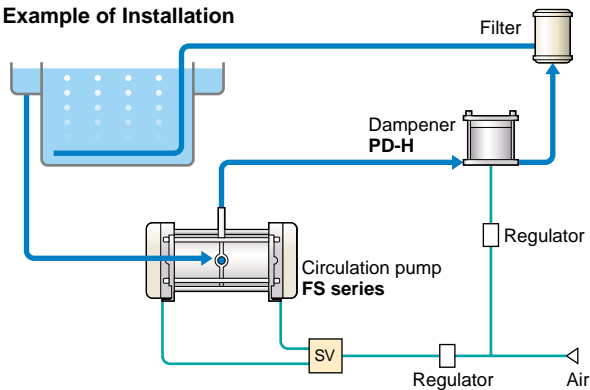 Example of Installation
Filter
Dampener
PD-H
Regulator
Circulation pump
FS series
SV
Regulator
Air